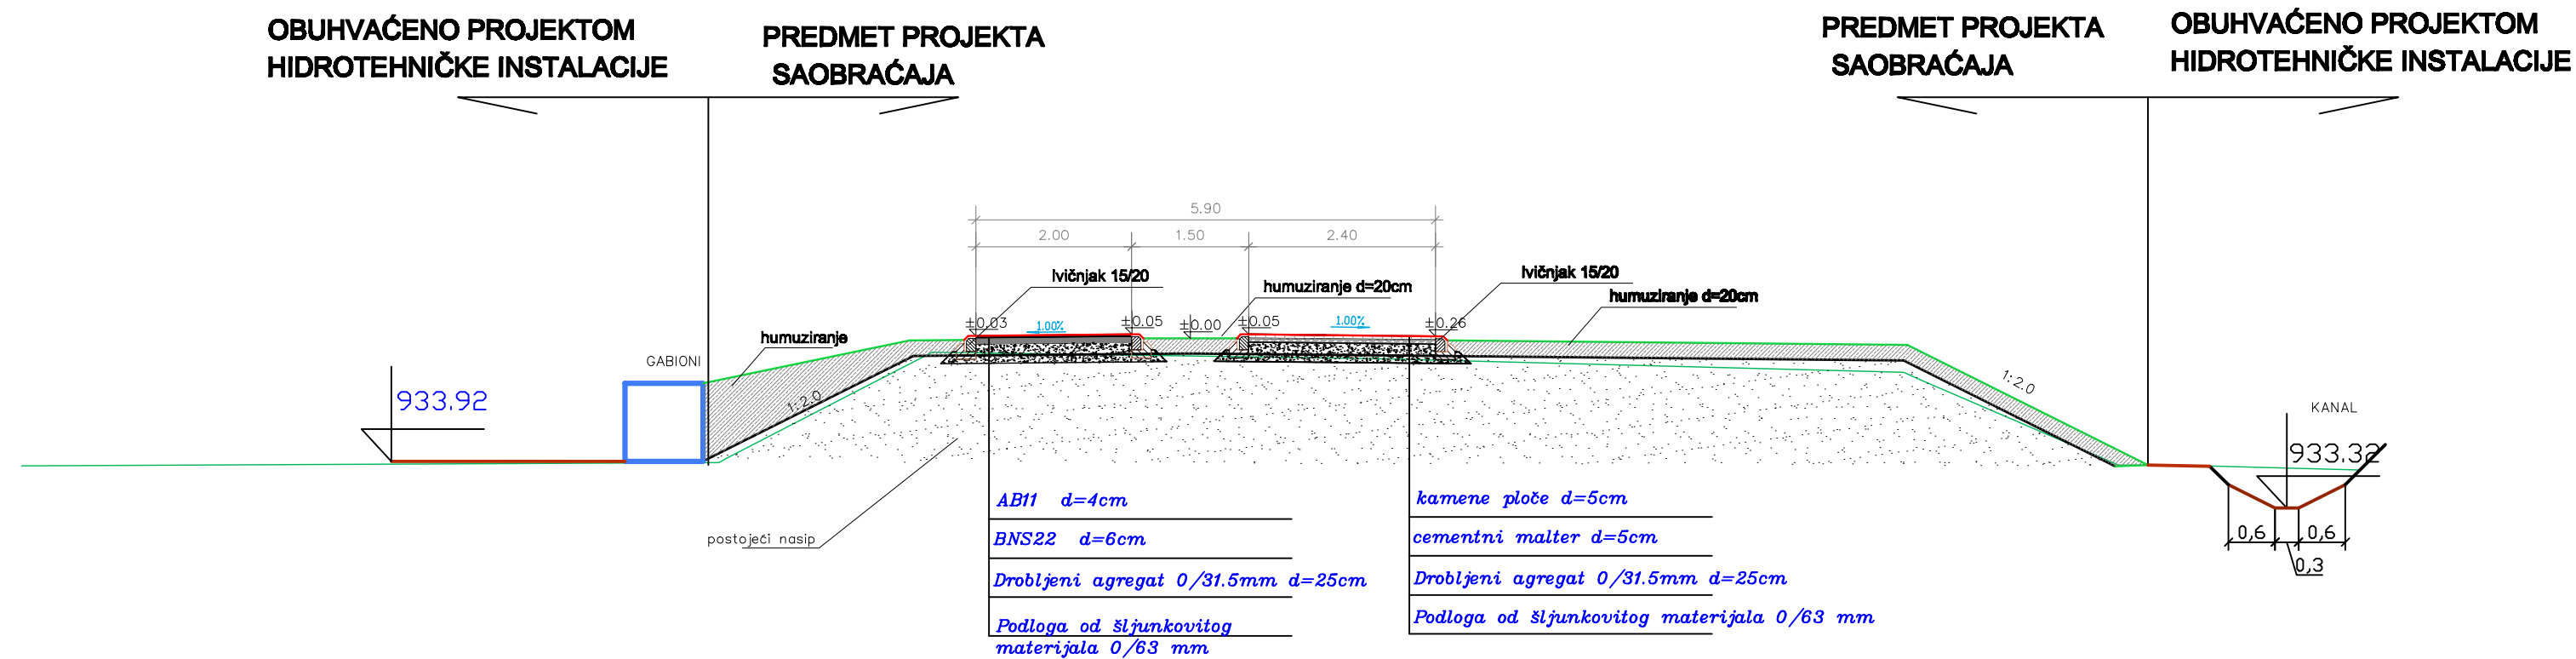 OBUHVAĆENO PROJEKTOM
HIDROTEHNIČKE INSTALACIJE
PREDMET PROJEKTA
SAOBRAĆAJA
PREDMET PROJEKTA
SAOBRAĆAJA
OBUHVAĆENO PROJEKTOM
HIDROTEHNIČKE INSTALACIJE
5.90
2.00
1.50
2.40
Ivičnjak 15/20
humuziranje d=20cm
Ivičnjak 15/20
humuziranje d=20cm
±0.03
1.00%
±0.05
±0.00
±0.05
1.00%
±0.26
humuziranje
GABIONI
933.92
1:2.0
1:2.0
KANAL
933.32
0,6
0,6
0,3
postojeći nasip
AB11 d=4cm
BNS22 d=6cm
Drobljeni agregat 0/31.5mm d=25cm
Podloga od šljunkovitog
materijala 0/63 mm
kamene ploče d=5cm
cementni malter d=5cm
Drobljeni agregat 0/31.5mm d=25cm
Podloga od šljunkovitog materijala 0/63 mm